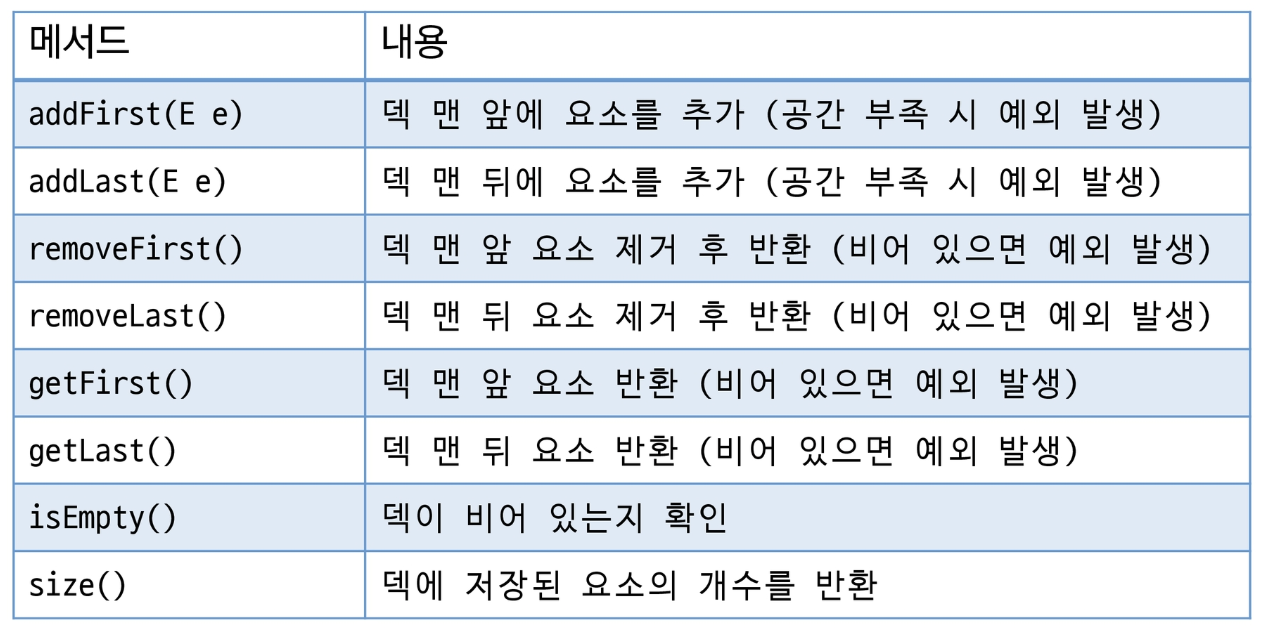 메서드 내용
addFirst(E e) 덱 맨 앞에 요소를 추가 (공간 부족 시 예외 발생)
addLast(E e) 덱 맨 뒤에 요소를 추가 (공간 부족 시 예외 발생)
removeFirst() 덱 맨 앞 요소 제거 후 반환 (비어 있으면 예외 발생)
removeLast() 덱 맨 뒤 요소 제거 후 반환 (비어 있으면 예외 발생)
getFirst() 덱 맨 앞 요소 반환 (비어 있으면 예외 발생)
getLast() 덱 맨 뒤 요소 반환 (비어 있으면 예외 발생)
isEmpty() 덱이 비어 있는지 확인
size() 덱에 저장된 요소의 개수를 반환